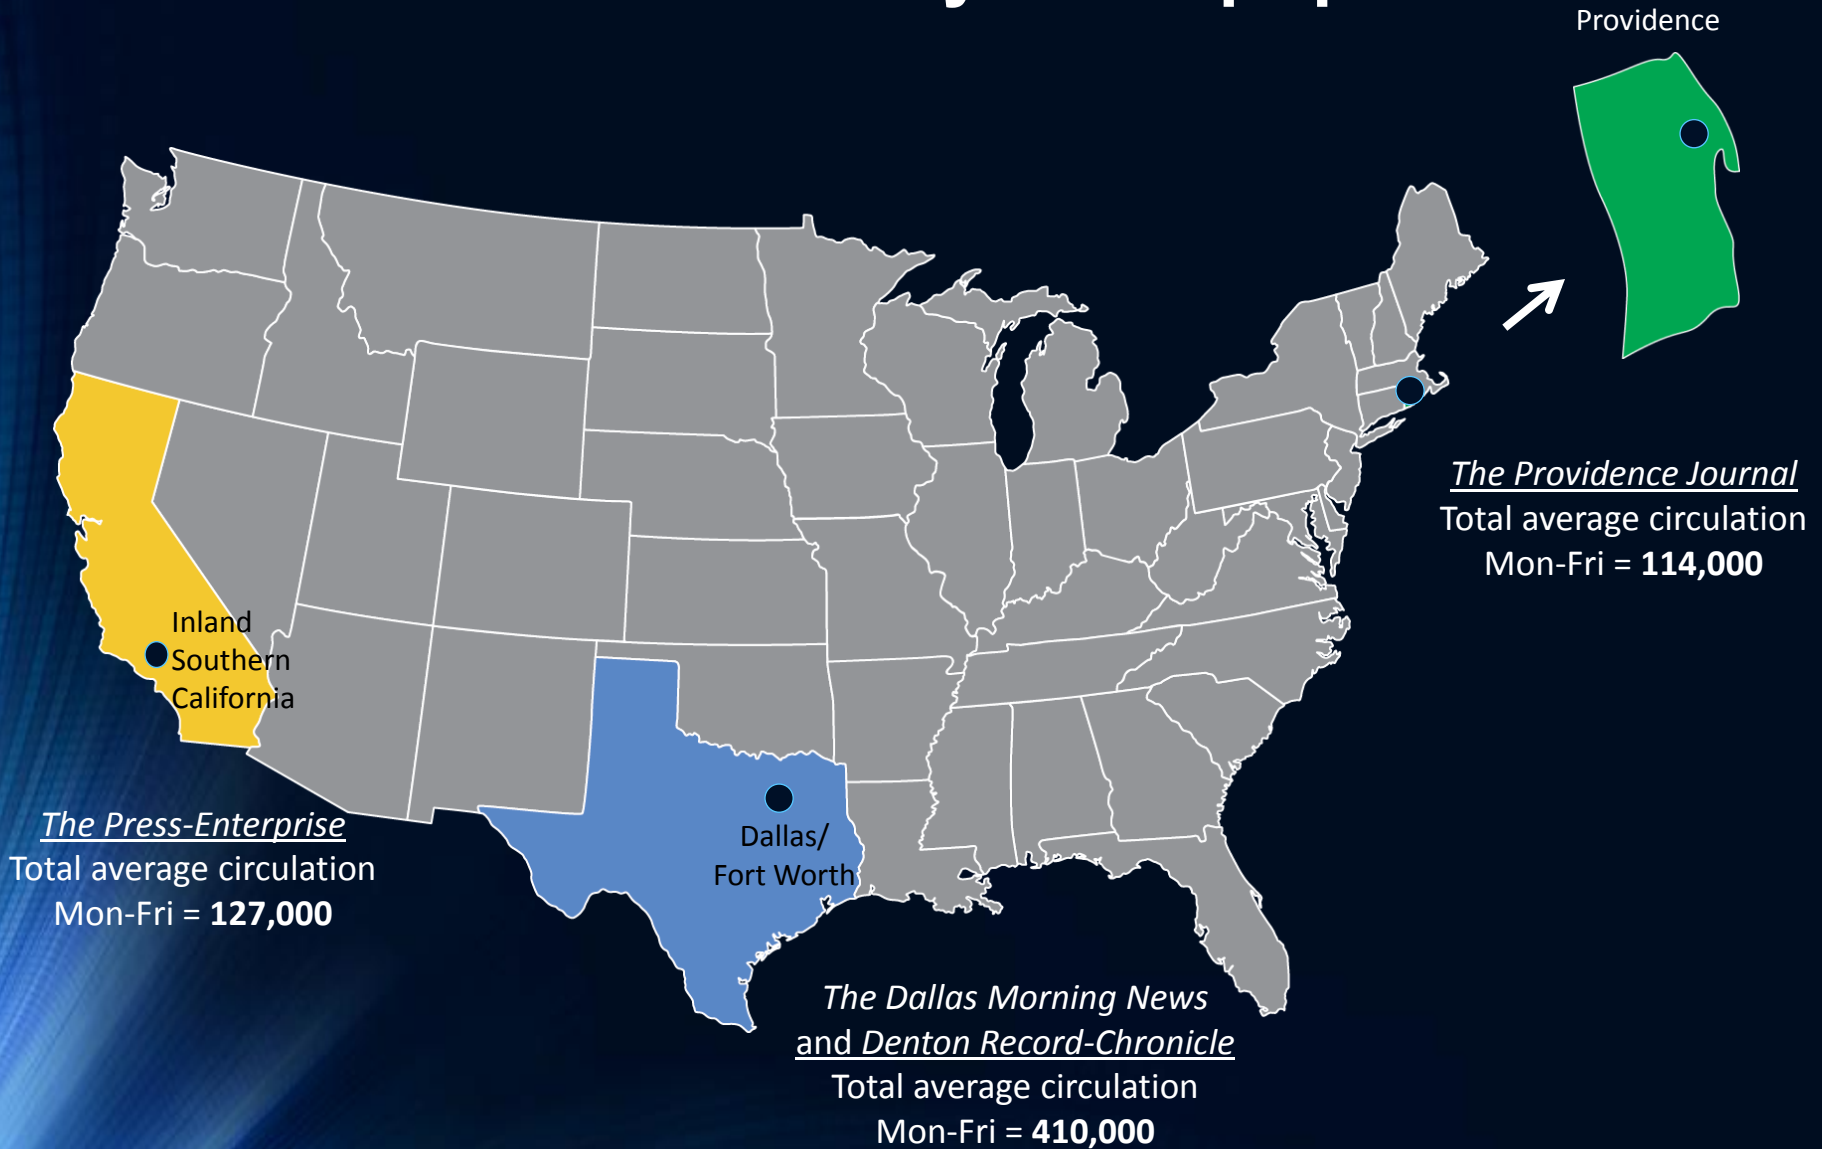 Providence
The Providence Journal
Total average circulation
Mon-Fri = 114,000
Inland
Southern
California
The Press-Enterprise
Total average circulation
Mon-Fri = 127,000
Dallas/
Fort Worth
The Dallas Morning News
and Denton Record-Chronicle
Total average circulation
Mon-Fri = 410,000